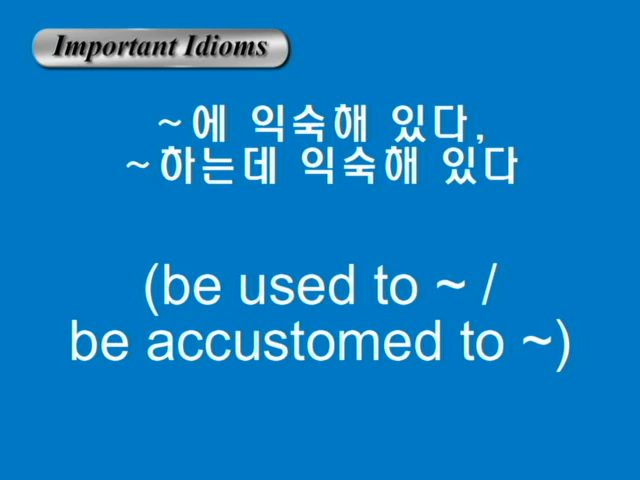 Important Idioms
~에 익숙해 있다,
~하는데 익숙해 있다
(be used to ~ /
be accustomed to ~)